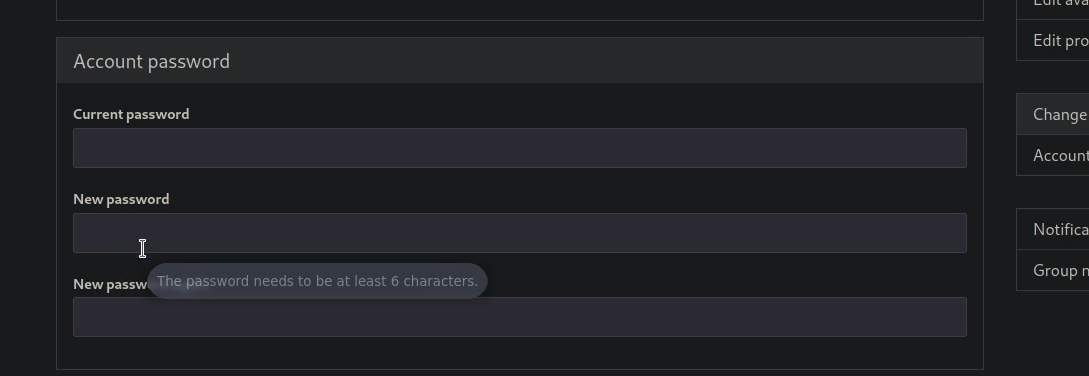 Edit ava
Edit pro
Account password
Current password
Change
Account
New password
Notifica
The password needs to be at least 6 characters.
New passw
Group n